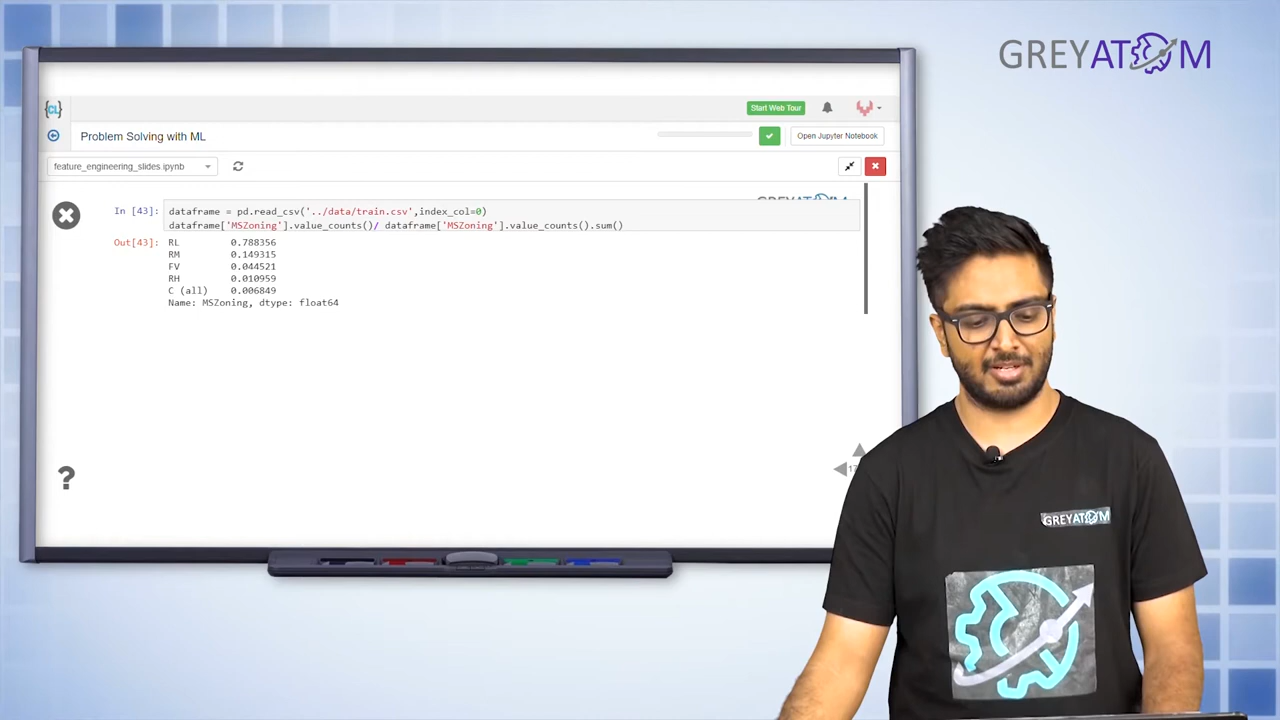 GREYATOM
{CL}
Start Web Tour
Problem Solving with ML
Open Jupyter Notebook
feature_engineering_slides.ipynb
In [43]:
dataframe = pd.read_csv('../data/train.csv',index_col=0)
dataframe['MSZoning'].value_counts()/ dataframe['MSZoning'].value_counts().sum()
Out[43]:
RL 0.788356
RM 0.149315
FV 0.044521
RH 0.010959
C (all) 0.006849
Name: MSZoning, dtype: float64
?
GREYATOM